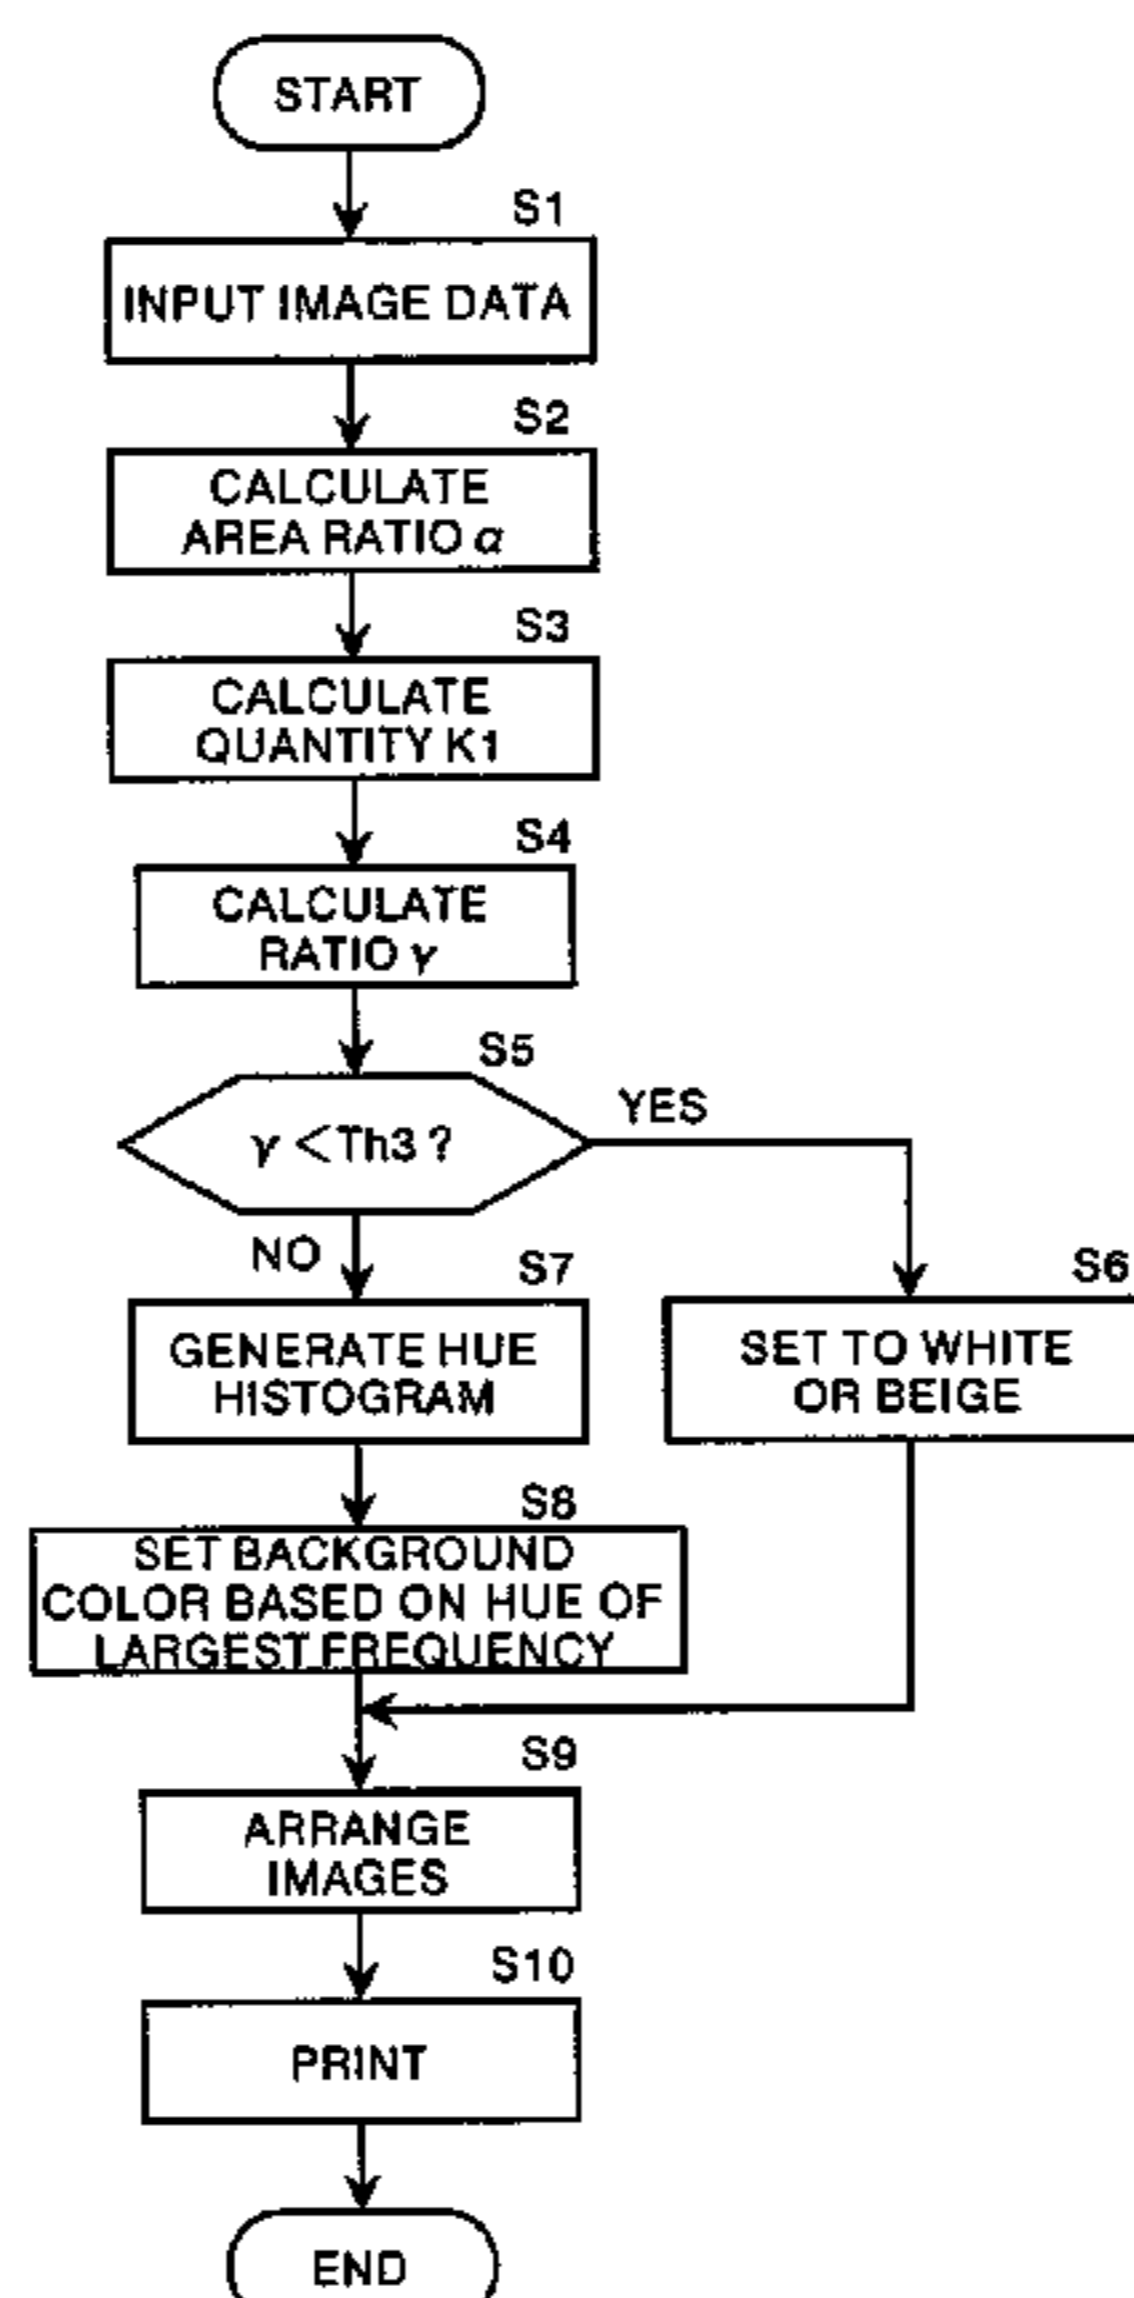 START
S1
INPUT IMAGE DATA
S2
CALCULATE
AREA RATIO α
S3
CALCULATE
QUANTITY K1
S4
CALCULATE
RATIO γ
S5
γ <Th3 ?
YES
NO
S7
GENERATE HUE
HISTOGRAM
S6
SET TO WHITE
OR BEIGE
S8
SET BACKGROUND
COLOR BASED ON HUE OF
LARGEST FREQUENCY
S9
ARRANGE
IMAGES
S10
PRINT
END